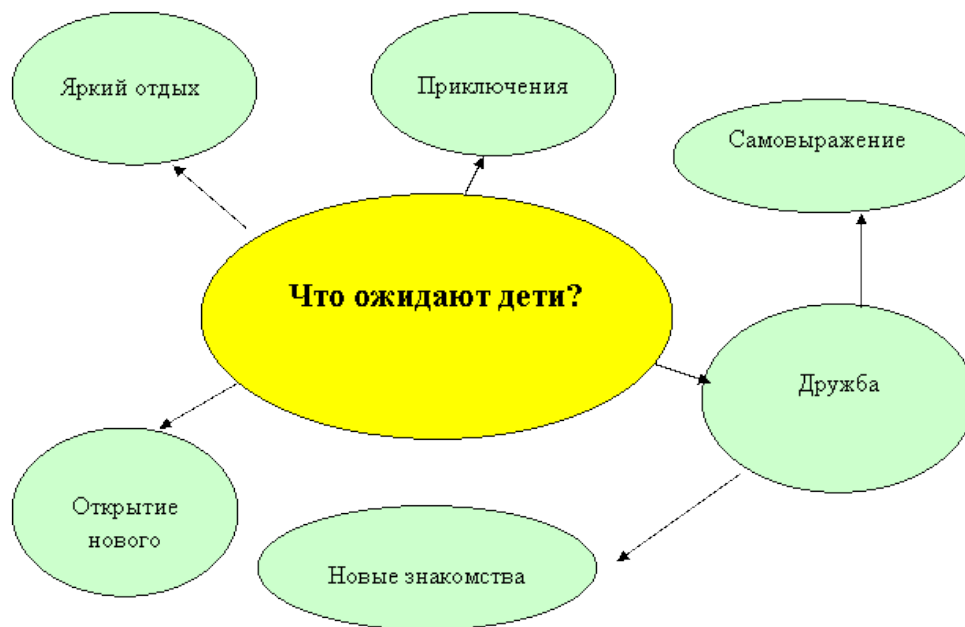 Яркий отдых
Приключения
Самовыражение
Что ожидают дети?
Дружба
Открытие
нового
Новые знакомства